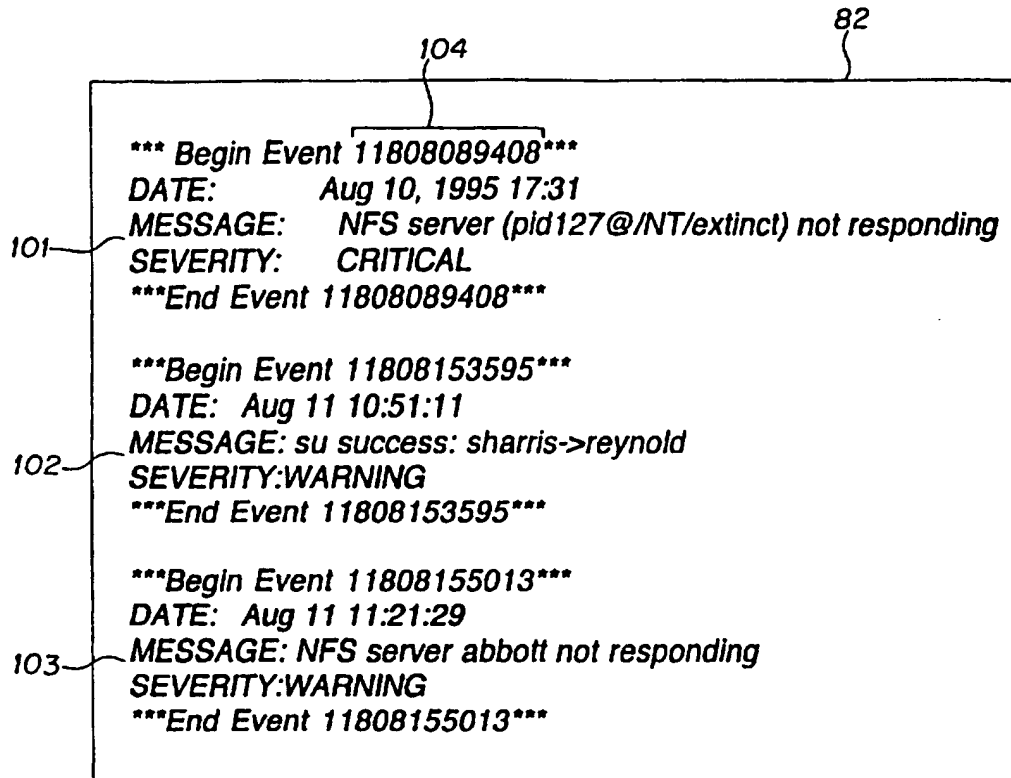 82
104
*** Begin Event 11808089408***
DATE: Aug 10, 1995 17:31
MESSAGE: NFS server (pid127@/NT/extinct) not responding
101
SEVERITY: CRITICAL
***End Event 11808089408***
***Begin Event 11808153595***
DATE: Aug 11 10:51:11
MESSAGE: su success: sharris->reynold
102
SEVERITY:WARNING
***End Event 11808153595***
***Begin Event 11808155013***
DATE: Aug 11 11:21:29
MESSAGE: NFS server abbott not responding
103
SEVERITY:WARNING
***End Event 11808155013***